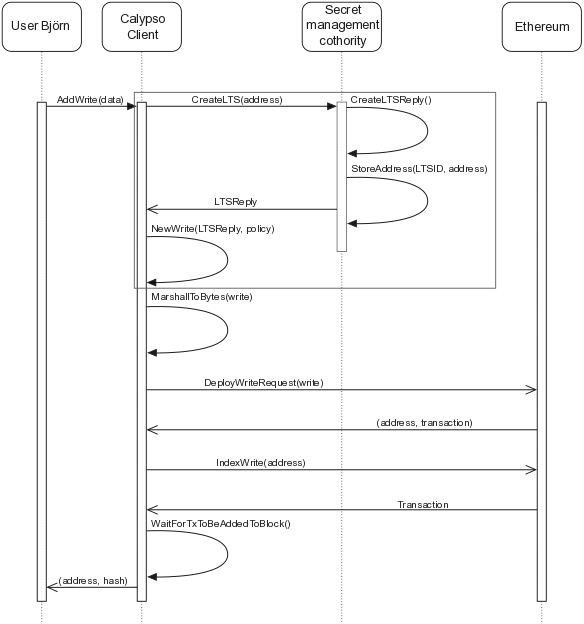 User Björn
Calypso
Client
Secret
management
cothority
Ethereum
AddWrite(data)
CreateLTS(address)
CreateLTSReply()
StoreAddress(LTSID, address)
LTSReply
NewWrite(LTSReply, policy)
MarshallToBytes(write)
DeployWriteRequest(write)
(address, transaction)
IndexWrite(address)
Transaction
WaitForTxToBeAddedToBlock()
(address, hash)